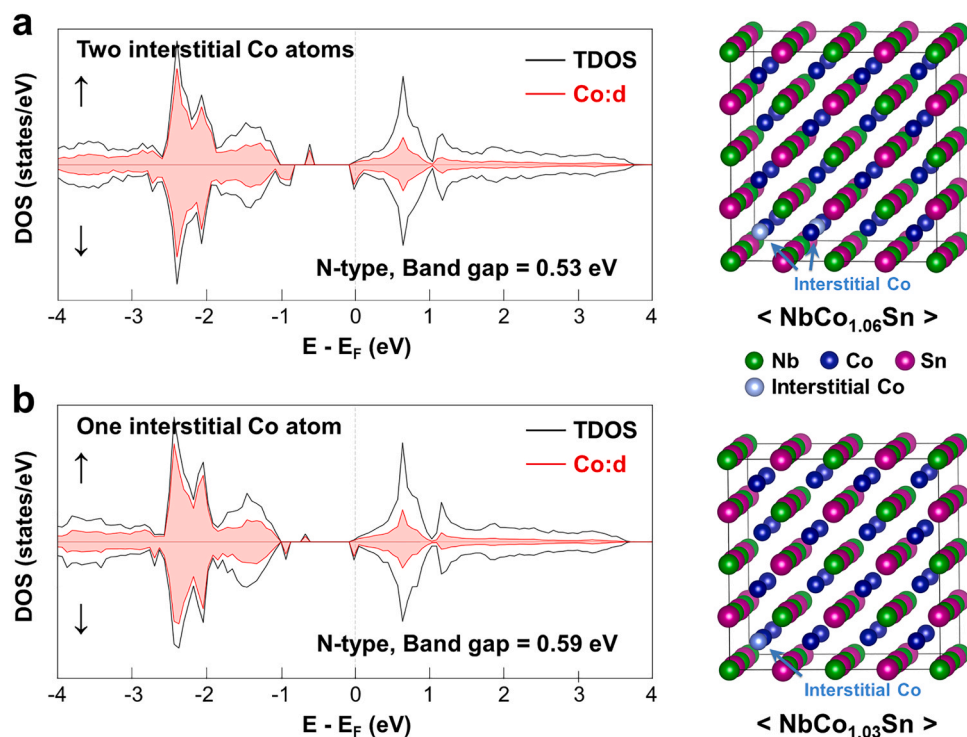 a
Two interstitial Co atoms
TDOS
Co:d
↑
↓
DOS (states/eV)
N-type, Band gap = 0.53 eV
-4 -3 -2 -1 0 1 2 3 4
E - E_F (eV)
Interstitial Co
< NbCo₁.₀₆Sn >
Nb Co Sn
Interstitial Co
b
One interstitial Co atom
TDOS
Co:d
↑
↓
DOS (states/eV)
N-type, Band gap = 0.59 eV
-4 -3 -2 -1 0 1 2 3 4
E - E_F (eV)
Interstitial Co
< NbCo₁.₀₃Sn >